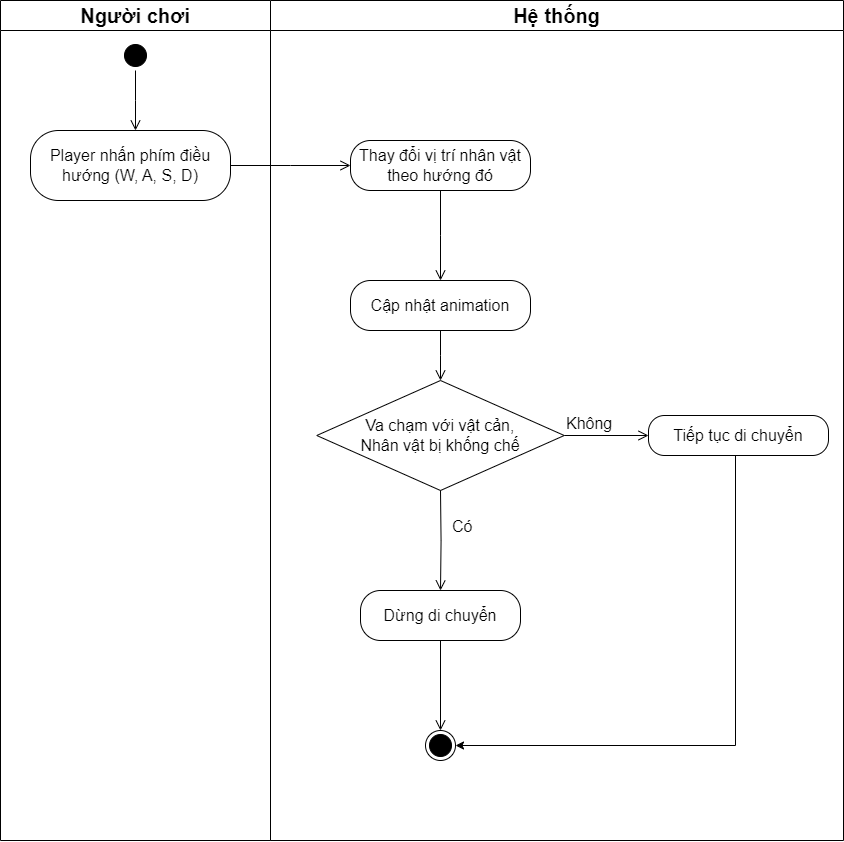 Người chơi
Hệ thống
Player nhấn phím điều
hướng (W, A, S, D)
Thay đổi vị trí nhân vật
theo hướng đó
Cập nhật animation
Va chạm với vật cản,
Nhân vật bị khống chế
Không
Tiếp tục di chuyển
Có
Dừng di chuyển